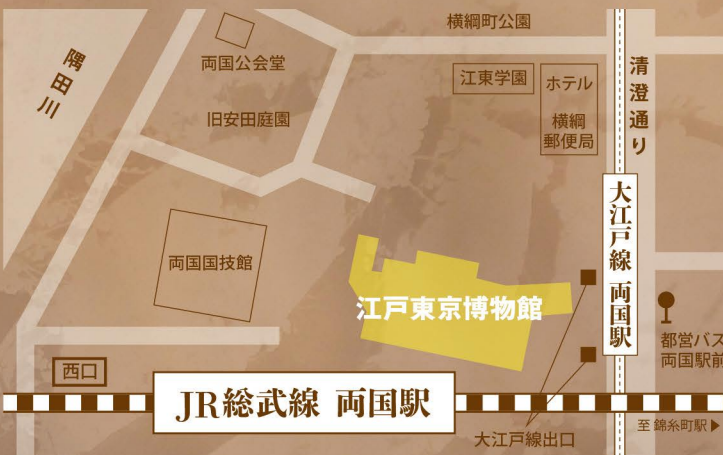 横綱町公園
隅田川
両国公会堂
清澄通り
江東学園
ホテル
横綱
郵便局
旧安田庭園
大江戸線 両国駅
両国国技館
江戸東京博物館
都営バス
両国駅前
西口
JR総武線 両国駅
大江戸線出口
至 錦糸町駅▶